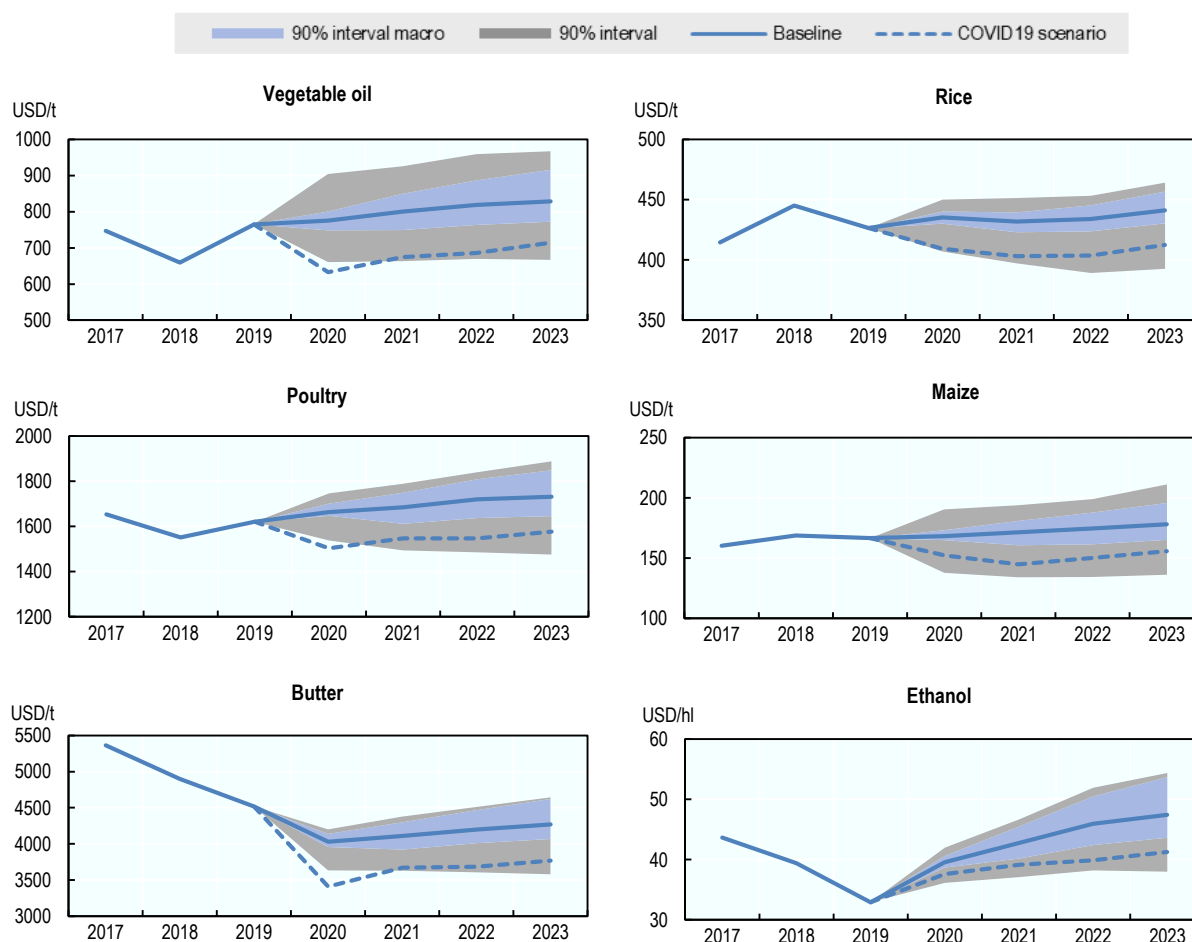 90% interval macro 90% interval Baseline COVID19 scenario
Vegetable oil
USD/t
1000
900
800
700
600
500
2017 2018 2019 2020 2021 2022 2023
Rice
USD/t
500
450
400
350
2017 2018 2019 2020 2021 2022 2023
Poultry
USD/t
2000
1800
1600
1400
1200
2017 2018 2019 2020 2021 2022 2023
Maize
USD/t
250
200
150
100
2017 2018 2019 2020 2021 2022 2023
Butter
USD/t
5500
5000
4500
4000
3500
3000
2017 2018 2019 2020 2021 2022 2023
Ethanol
USD/hl
60
50
40
30
2017 2018 2019 2020 2021 2022 2023